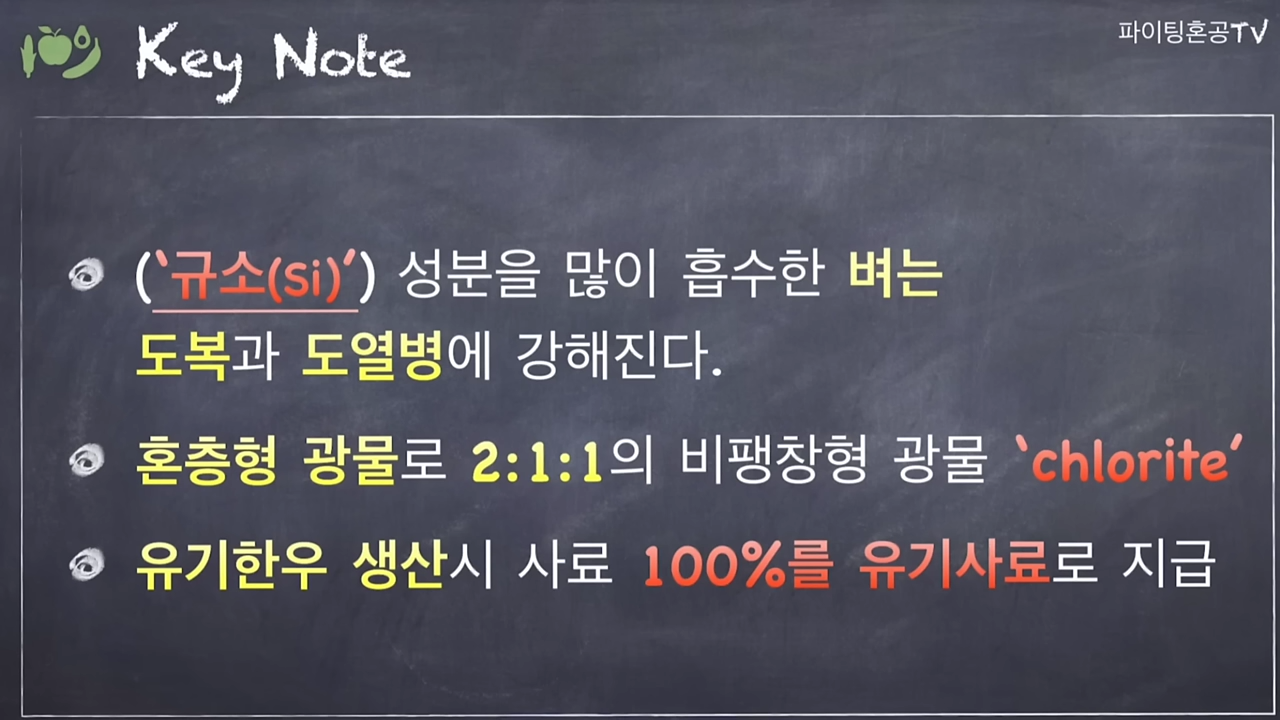 Key Note
파이팅혼공TV
(‘규소(si)’) 성분을 많이 흡수한 벼는
도복과 도열병에 강해진다.
혼층형 광물로 2:1:1의 비팽창형 광물 ‘chlorite’
유기한우 생산시 사료 100%를 유기사료로 지급